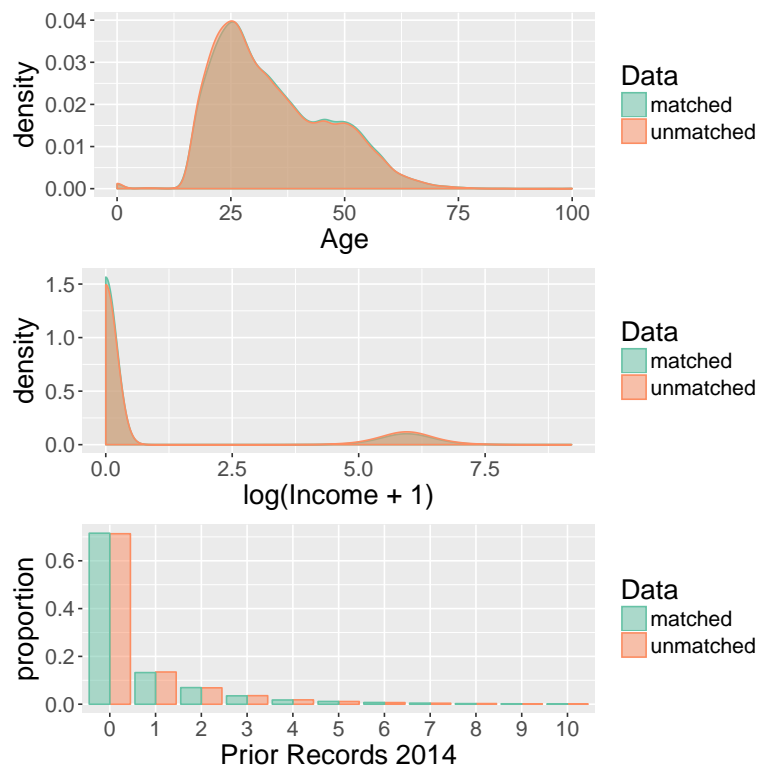 density
0.04
0.03
0.02
0.01
0.00
0 25 50 75 100
Age
Data
matched
unmatched
density
1.5
1.0
0.5
0.0
0.0 2.5 5.0 7.5
log(Income + 1)
Data
matched
unmatched
proportion
0.6
0.4
0.2
0.0
0 1 2 3 4 5 6 7 8 9 10
Prior Records 2014
Data
matched
unmatched